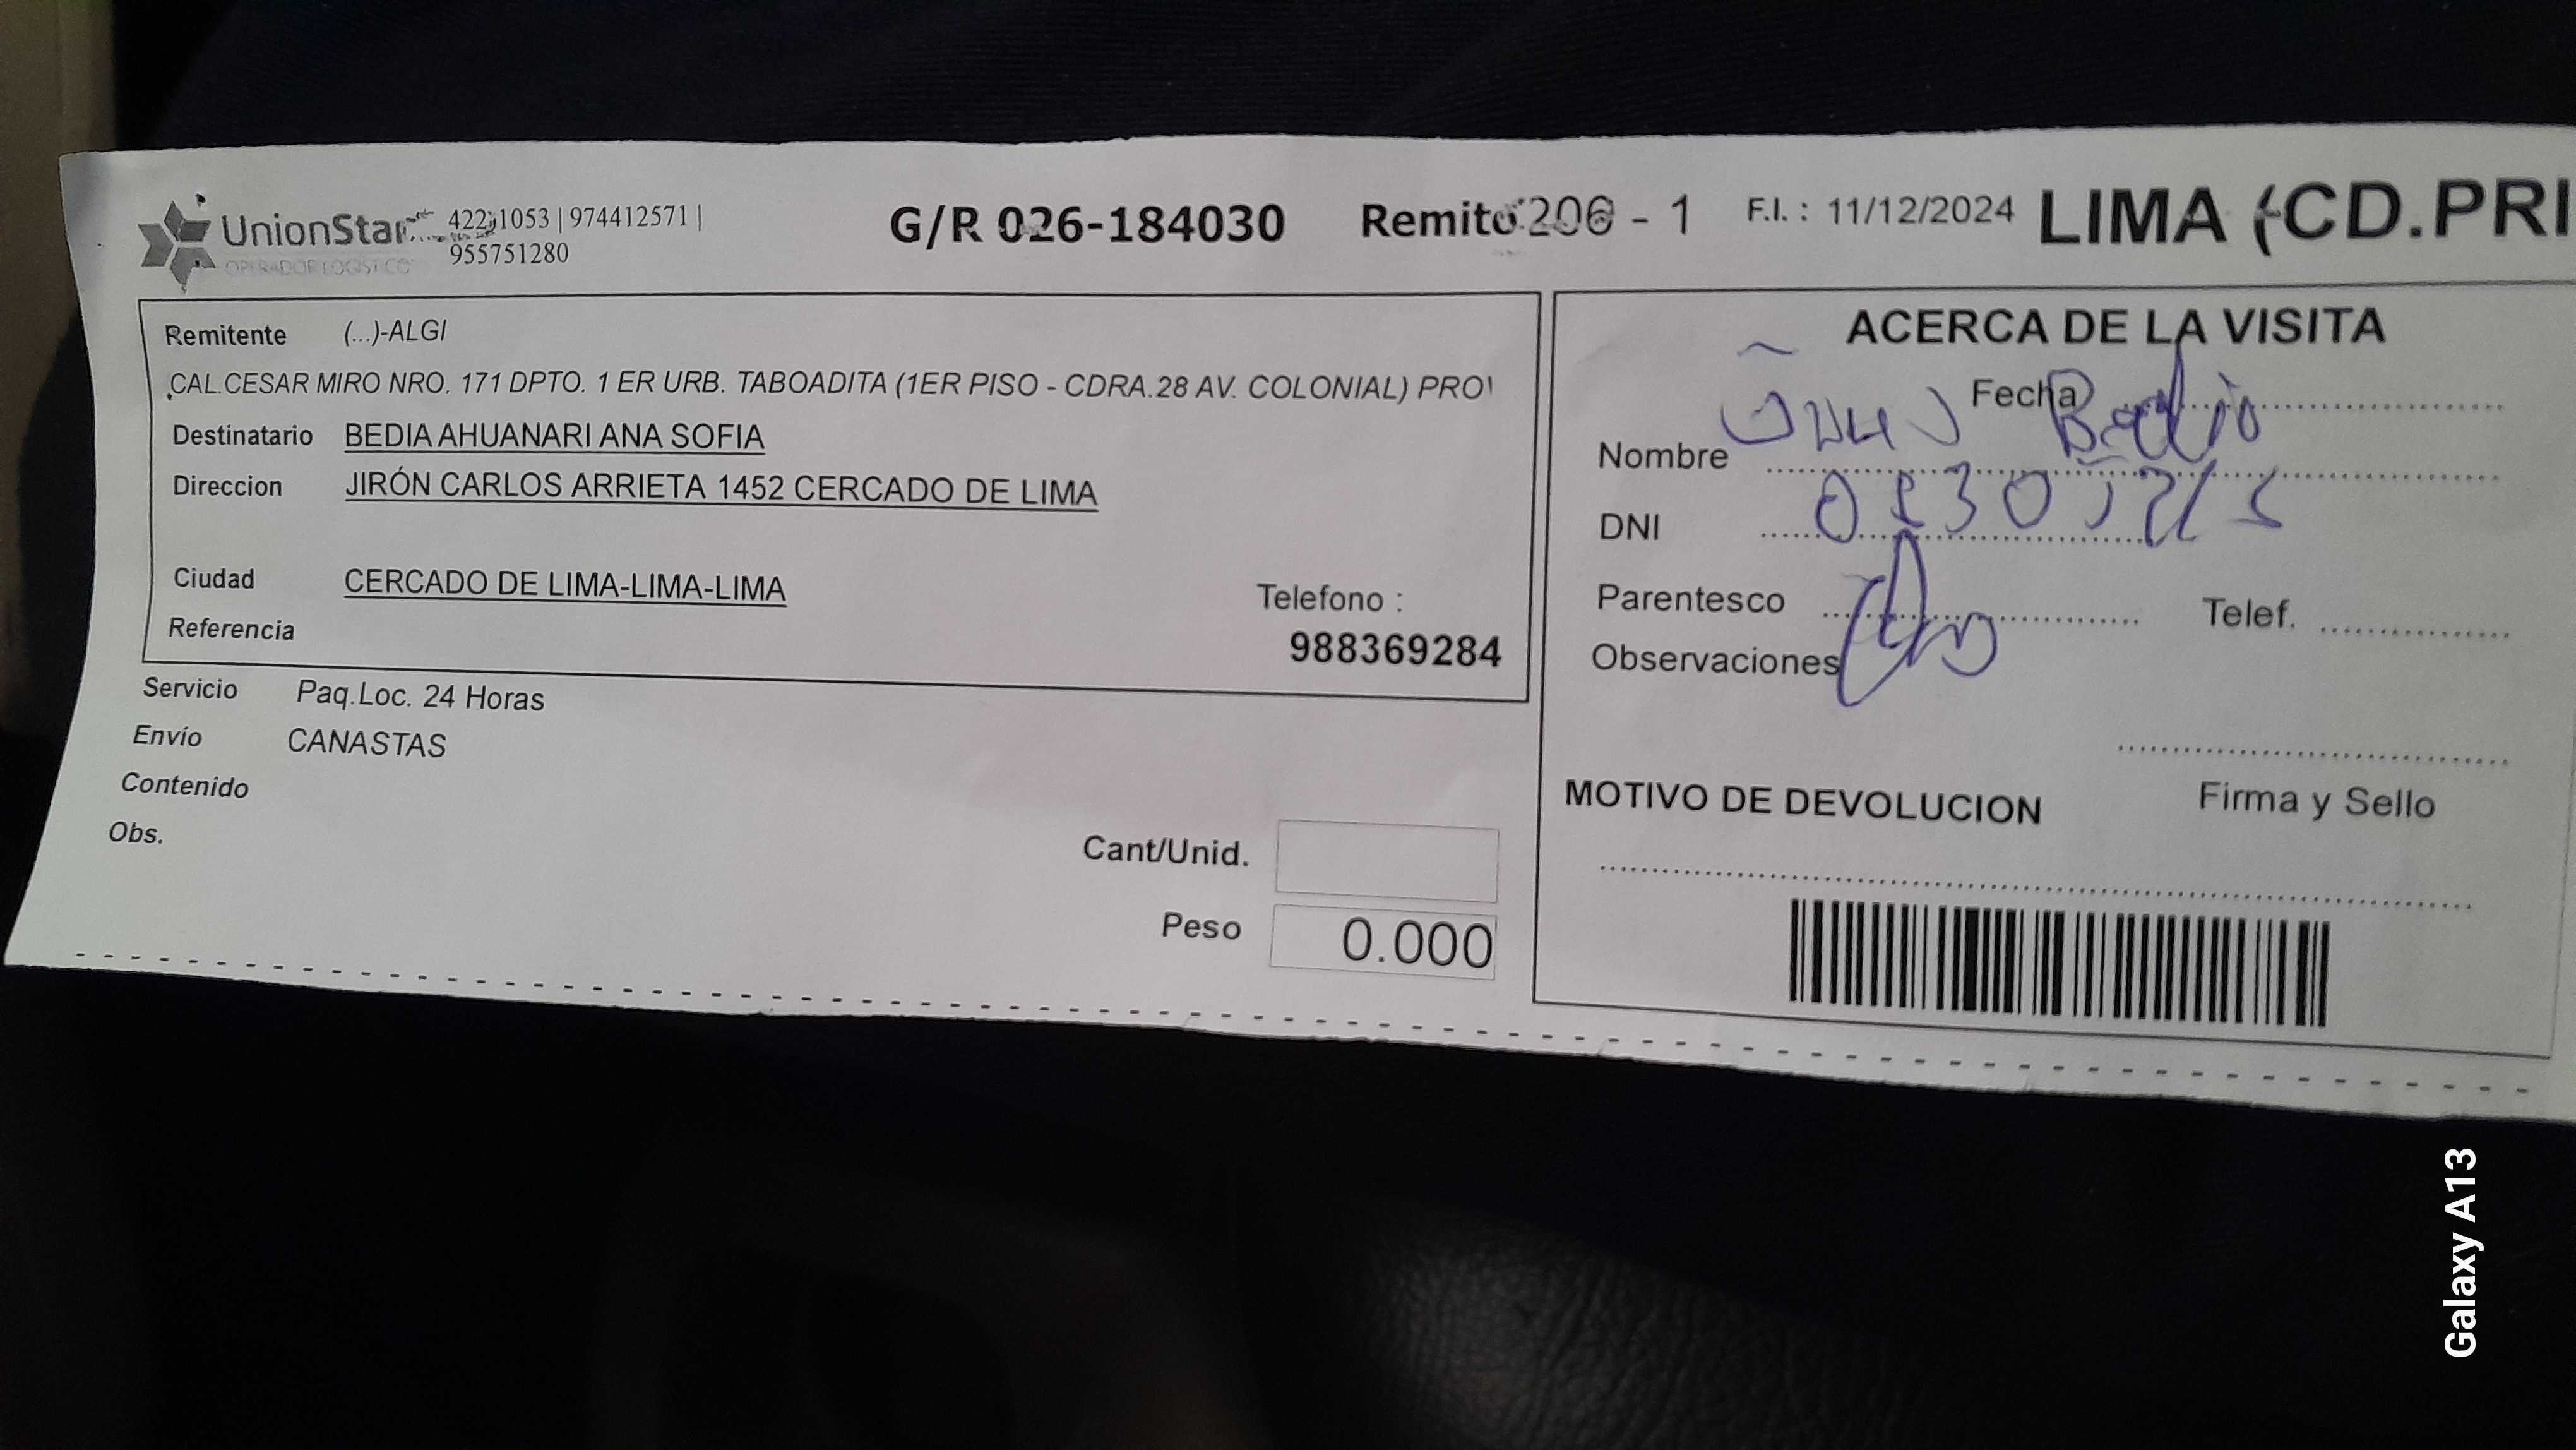 UnionStar 422 1053 | 974412571 |
OPERADOR LOGISTICO 955751280
G/R 026-184030 Remito 206 - 1 F.I. : 11/12/2024 LIMA (CD.PRI
Remitente (...)-ALGI
CAL.CESAR MIRO NRO. 171 DPTO. 1 ER URB. TABOADITA (1ER PISO - CDRA.28 AV. COLONIAL) PRO
Destinatario BEDIA AHUANARI ANA SOFIA
Direccion JIRÓN CARLOS ARRIETA 1452 CERCADO DE LIMA
Ciudad CERCADO DE LIMA-LIMA-LIMA
Telefono :
Referencia
988369284
Servicio Paq.Loc. 24 Horas
Envío CANASTAS
Contenido
Obs.
Cant/Unid.
Peso 0.000
ACERCA DE LA VISITA
Fecha
Nombre
DNI
Parentesco Telef.
Observaciones
MOTIVO DE DEVOLUCION Firma y Sello
Galaxy A13